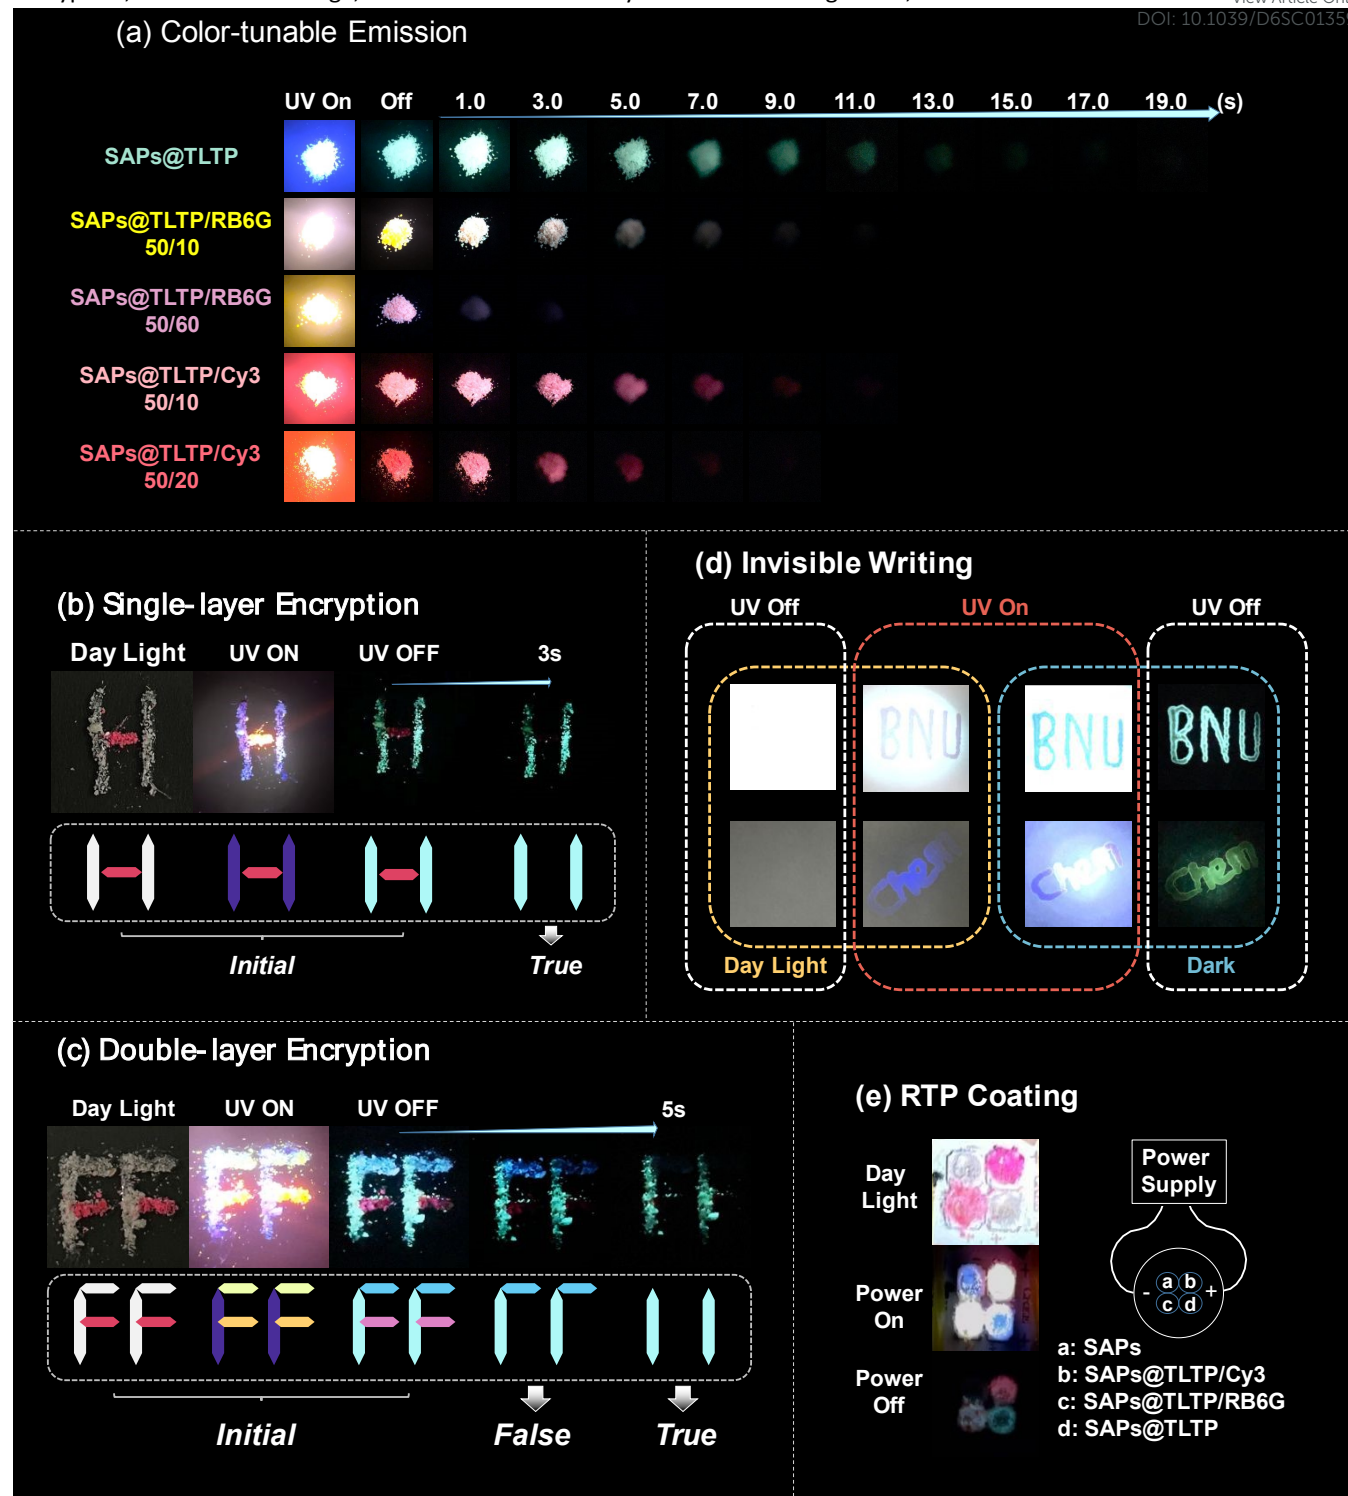 View Article Onl
DOI: 10.1039/D6SC0135
(a) Color-tunable Emission
UV On Off 1.0 3.0 5.0 7.0 9.0 11.0 13.0 15.0 17.0 19.0 (s)
SAPs@TLTP
SAPs@TLTP/RB6G
50/10
SAPs@TLTP/RB6G
50/60
SAPs@TLTP/Cy3
50/10
SAPs@TLTP/Cy3
50/20
(b) Single-layer Encryption
Day Light UV ON UV OFF 3s
Initial True
(d) Invisible Writing
UV Off UV On UV Off
BNU BNU BNU
Chem Chem Chem
Day Light Dark
(c) Double-layer Encryption
Day Light UV ON UV OFF 5s
Initial False True
(e) RTP Coating
Day
Light
Power
On
Power
Off
Power
Supply
a b
- +
c d
a: SAPs
b: SAPs@TLTP/Cy3
c: SAPs@TLTP/RB6G
d: SAPs@TLTP